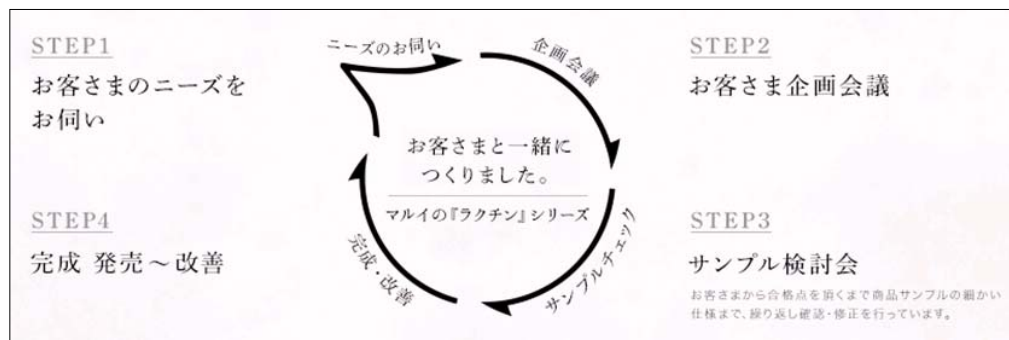 STEP1
お客さまのニーズを
お伺い
ニーズのお伺い
企画会議
STEP2
お客さま企画会議
お客さまと一緒に
つくりました。
マルイの『ラクチン』シリーズ
STEP4
完成 発売～改善
完成・改善
サンプルチェック
STEP3
サンプル検討会
お客さまから合格点を頂くまで商品サンプルの細かい
仕様まで、繰り返し確認・修正を行っています。